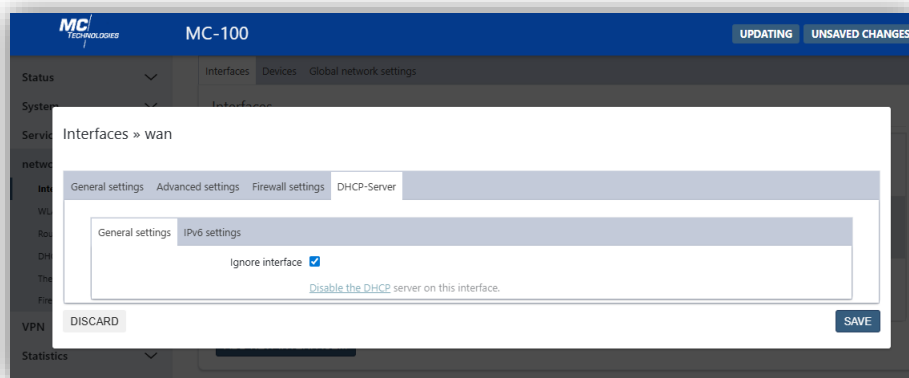 MC
TECHNOLOGIES
MC-100
UPDATING
UNSAVED CHANGES
Status
Interfaces Devices Global network settings
System
Interfaces
Interfaces » wan
General settings Advanced settings Firewall settings DHCP-Server
General settings IPv6 settings
Ignore interface
Disable the DHCP server on this interface.
DISCARD
SAVE
VPN
Statistics